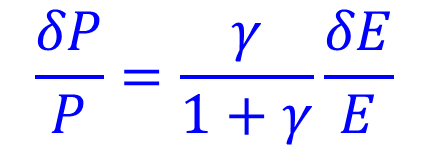 δP/P = γ/(1 + γ) δE/E